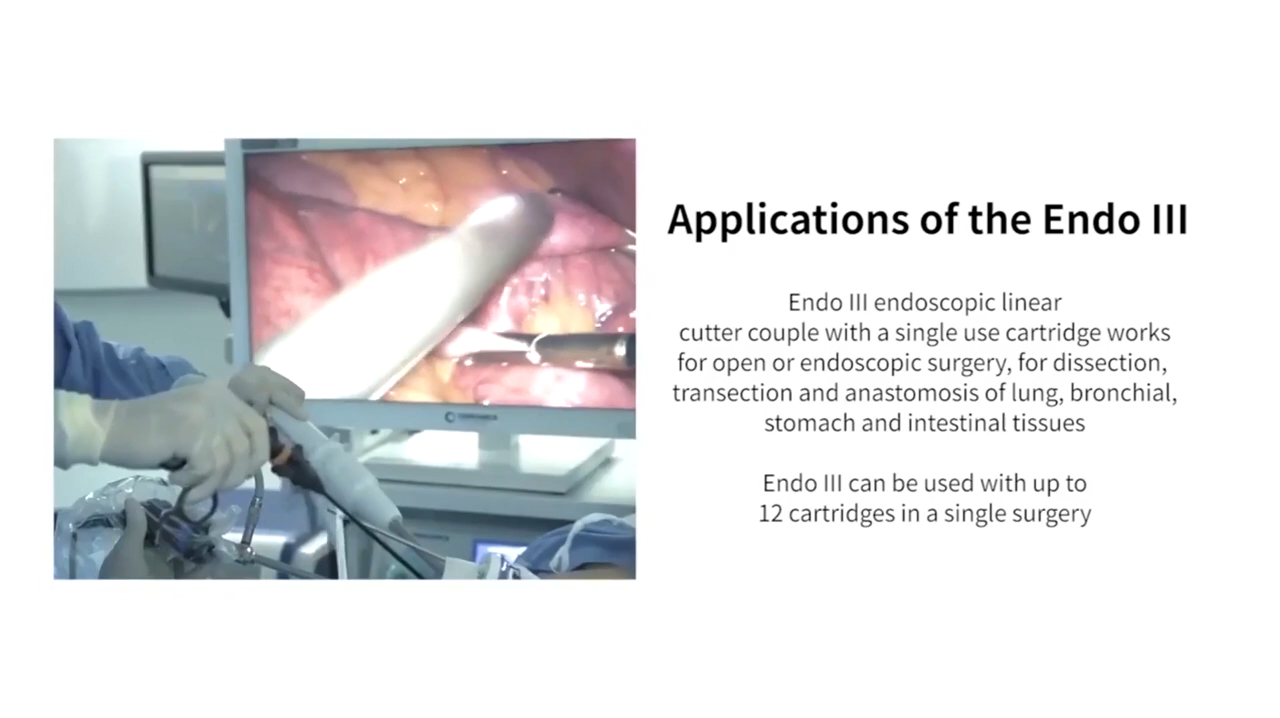 Applications of the Endo III
Endo III endoscopic linear
cutter couple with a single use cartridge works
for open or endoscopic surgery, for dissection,
transection and anastomosis of lung, bronchial,
stomach and intestinal tissues
Endo III can be used with up to
12 cartridges in a single surgery